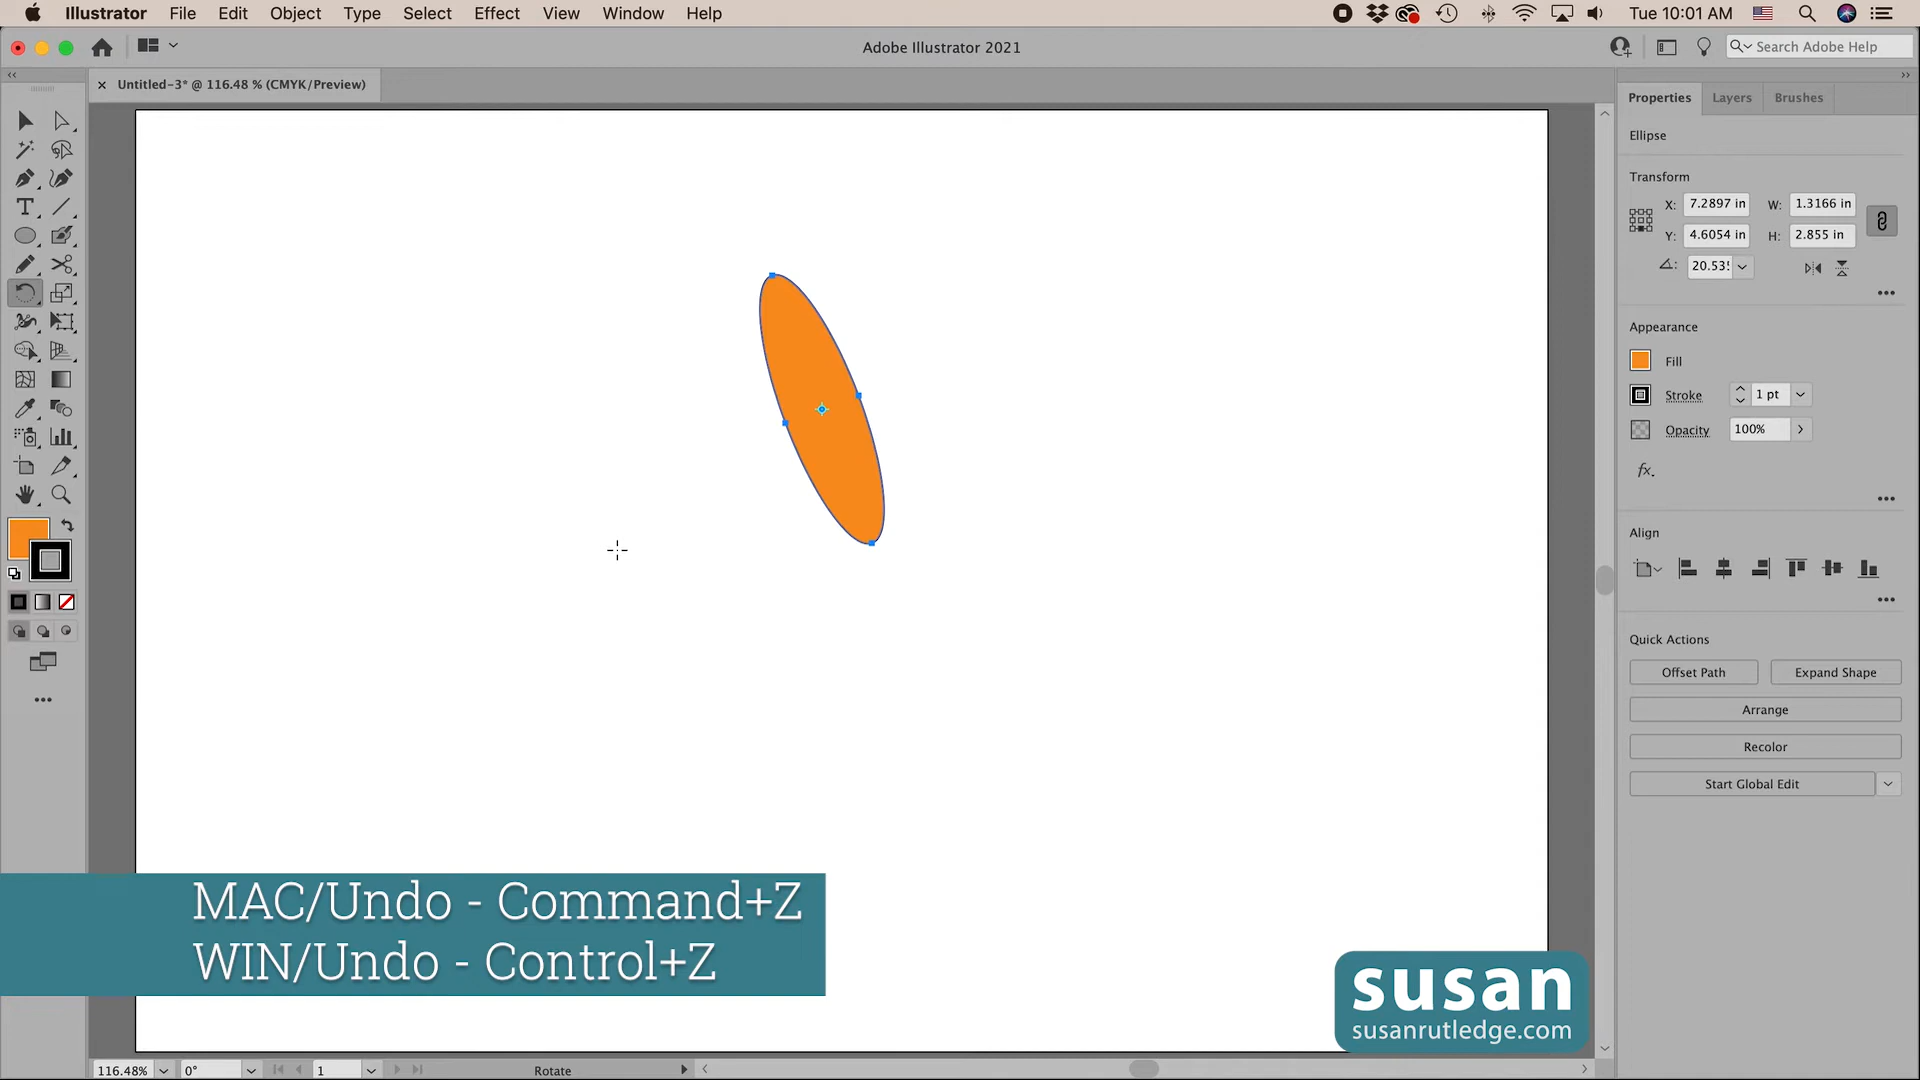 Illustrator File Edit Object Type Select Effect View Window Help Tue 10:01 AM
Adobe Illustrator 2021
Search Adobe Help
Untitled-3* @ 116.48 % (CMYK/Preview)
Properties Layers Brushes
Ellipse
Transform
X: 7.2897 in W: 1.3166 in
Y: 4.6054 in H: 2.855 in
20.53
Appearance
Fill
Stroke 1 pt
Opacity 100%
fx.
Align
Quick Actions
Offset Path Expand Shape
Arrange
Recolor
Start Global Edit
MAC/Undo - Command+Z
WIN/Undo - Control+Z
susan
susanrutledge.com
116.48% 0° 1 Rotate